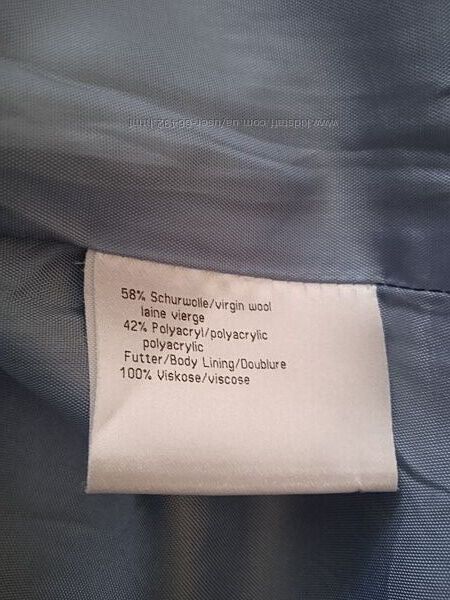 58% Schurwolle/virgin wool
laine vierge
42% Polyacryl/polyacrylic
polyacrylic
Futter/Body Lining/Doublure
100% Viskose/viscose